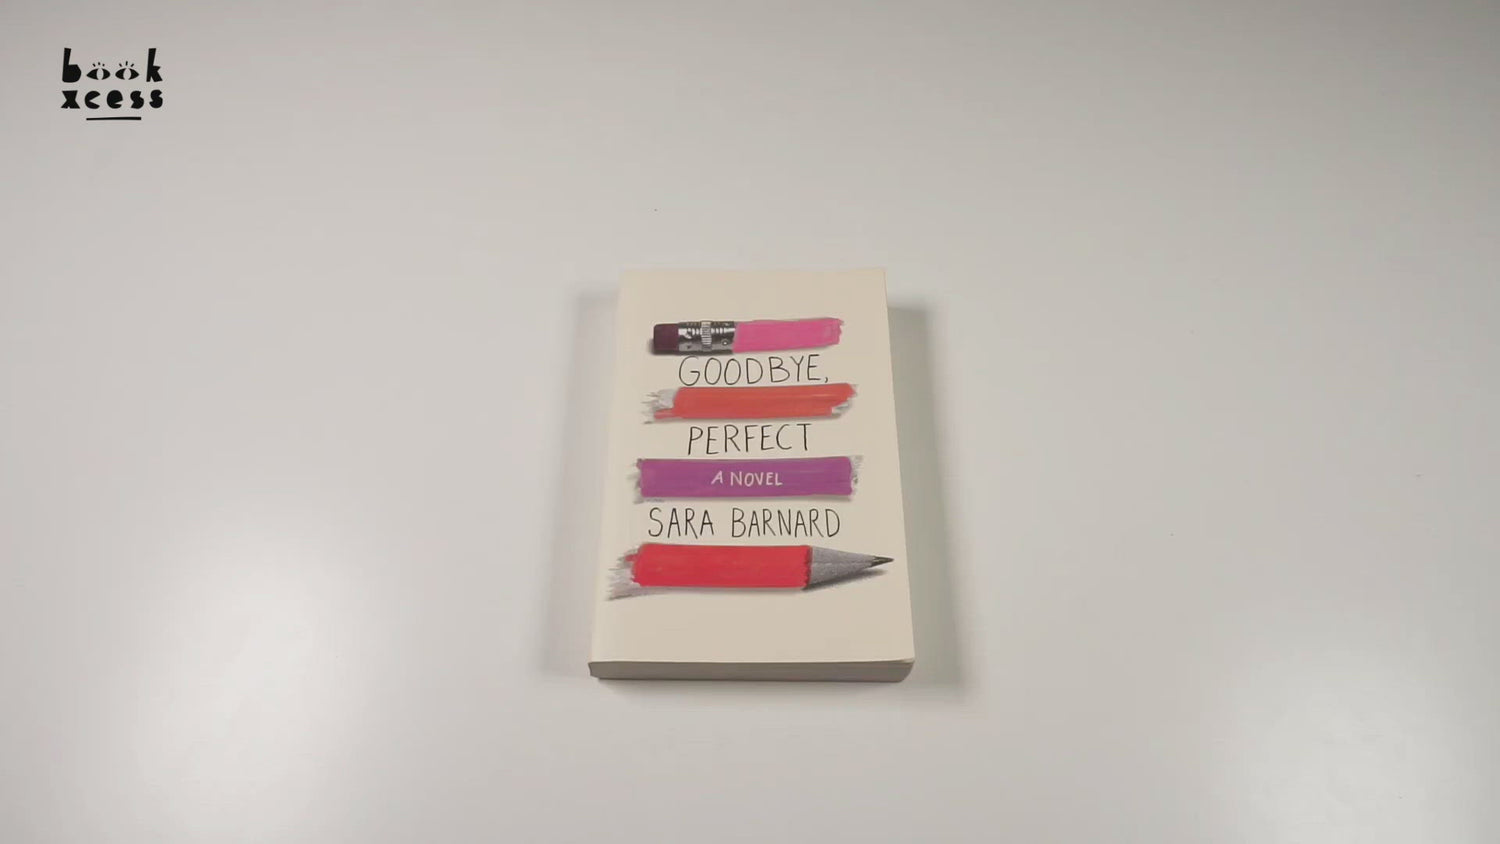 book
xcess
GOODBYE,
PERFECT
A NOVEL
SARA BARNARD